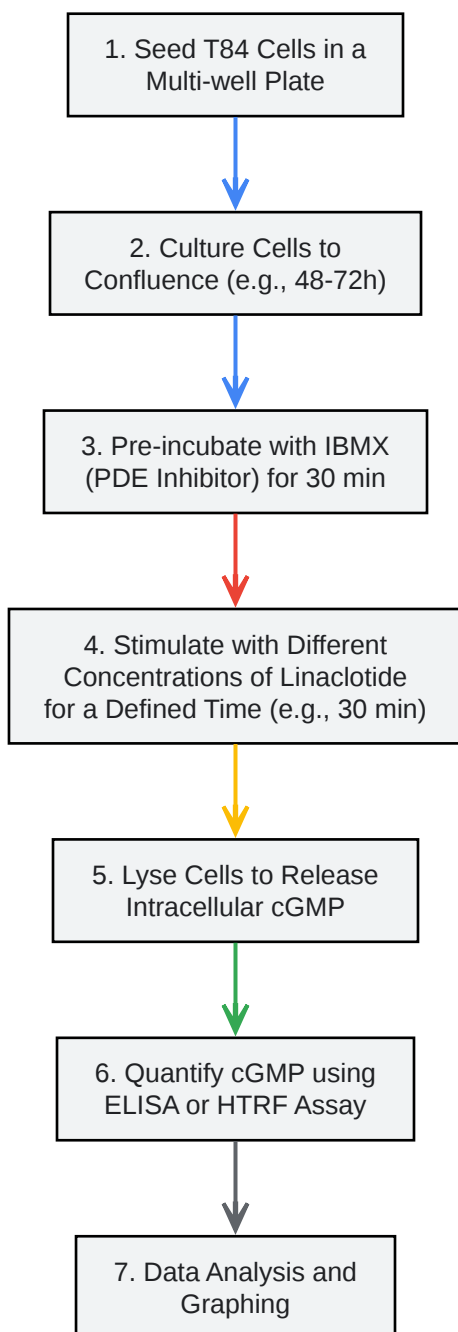 1. Seed T84 Cells in a
Multi-well Plate
2. Culture Cells to
Confluence (e.g., 48-72h)
3. Pre-incubate with IBMX
(PDE Inhibitor) for 30 min
4. Stimulate with Different
Concentrations of Linaclotide
for a Defined Time (e.g., 30 min)
5. Lyse Cells to Release
Intracellular cGMP
6. Quantify cGMP using
ELISA or HTRF Assay
7. Data Analysis and
Graphing